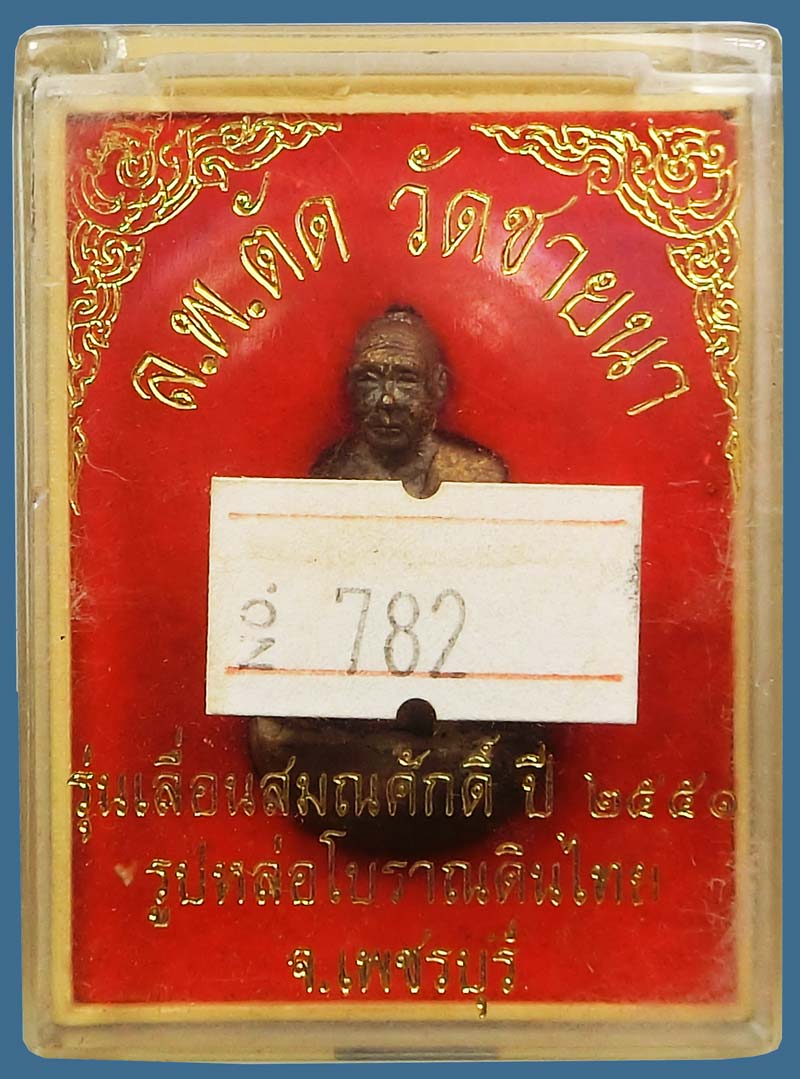 ล.พ.ตัด วัดชายนา
NO. 782
รุ่นเลื่อนสมณศักดิ์ ปี ๒๕๕๑
รูปหล่อโบราณดินไทย
จ.เพชรบุรี